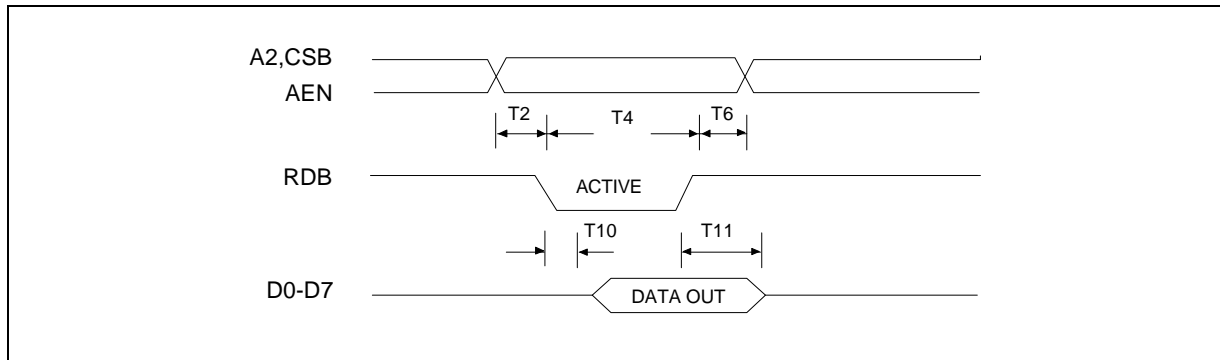 A2,CSB
AEN
T2 T4 T6
RDB ACTIVE
T10 T11
D0-D7 DATA OUT